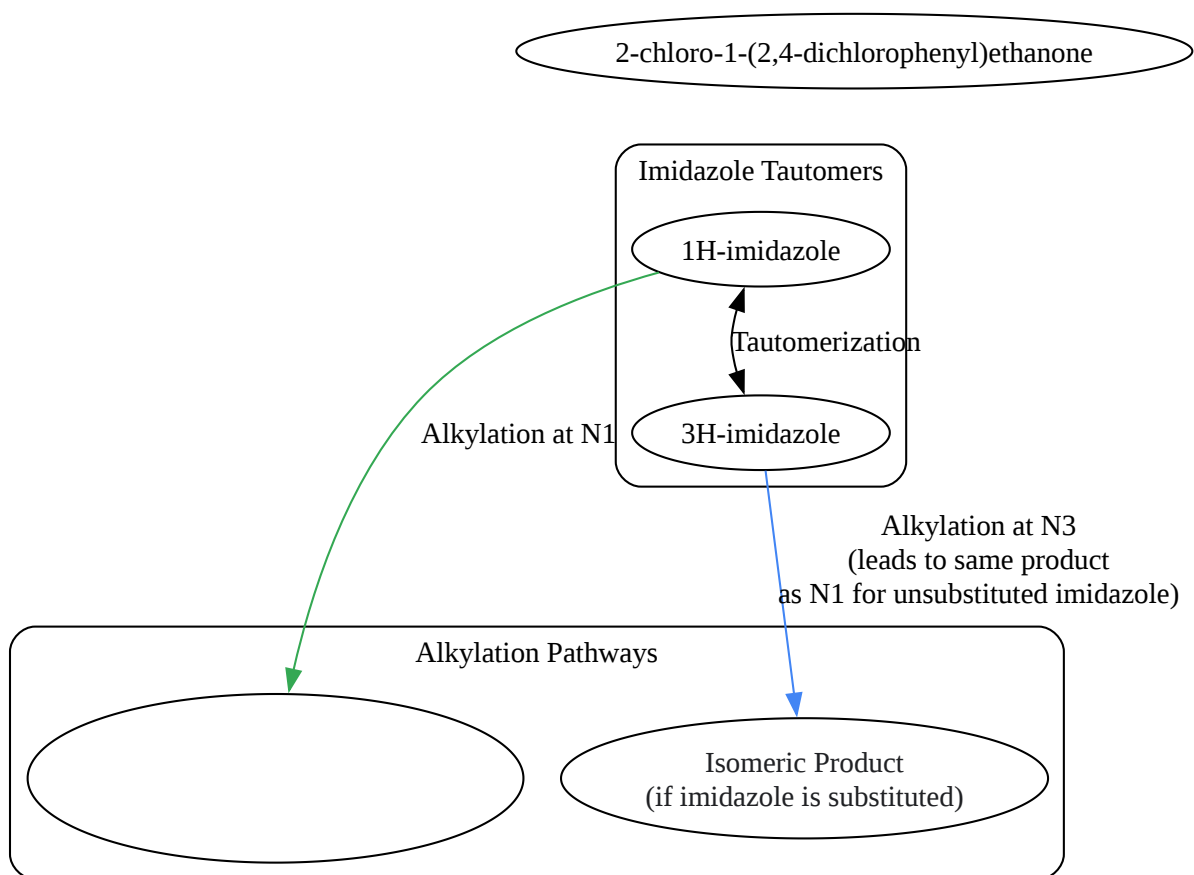 2-chloro-1-(2,4-dichlorophenyl)ethanone
Imidazole Tautomers
1H-imidazole
Tautomerization
3H-imidazole
Alkylation at N1
Alkylation at N3
(leads to same product
as N1 for unsubstituted imidazole)
Alkylation Pathways
Isomeric Product
(if imidazole is substituted)